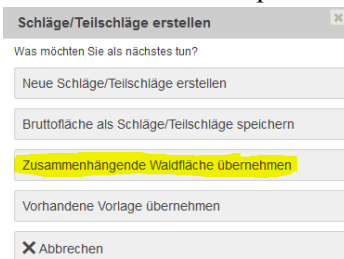 Schläge/Teilschläge erstellen
Was möchten Sie als nächstes tun?
Neue Schläge/Teilschläge erstellen
Bruttofläche als Schläge/Teilschläge speichern
Zusammenhängende Waldfläche übernehmen
Vorhandene Vorlage übernehmen
Abbrechen